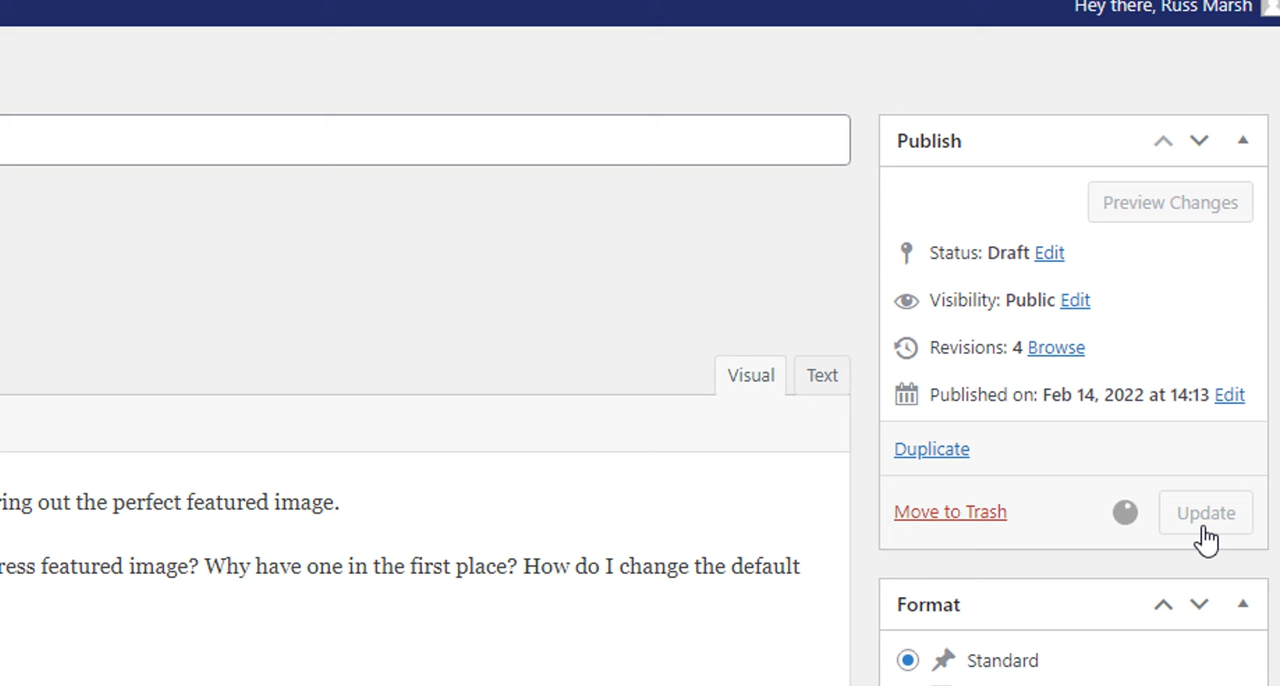 Hey there, Russ Marsh
Publish
Preview Changes
Status: Draft Edit
Visibility: Public Edit
Revisions: 4 Browse
Visual Text
Published on: Feb 14, 2022 at 14:13 Edit
Duplicate
out the perfect featured image.
Move to Trash Update
featured image? Why have one in the first place? How do I change the default
Format
Standard